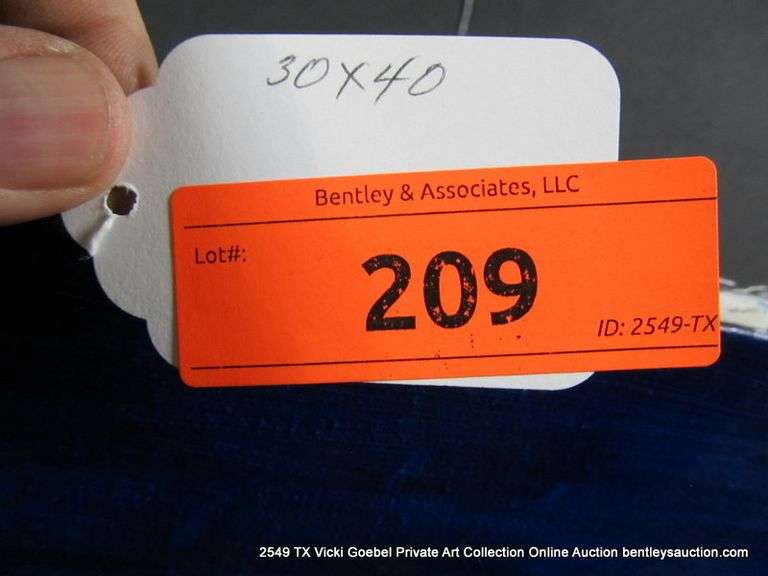 30X40
Bentley & Associates, LLC
Lot#:
209
ID: 2549-TX
2549 TX Vicki Goebel Private Art Collection Online Auction bentleysauction.com